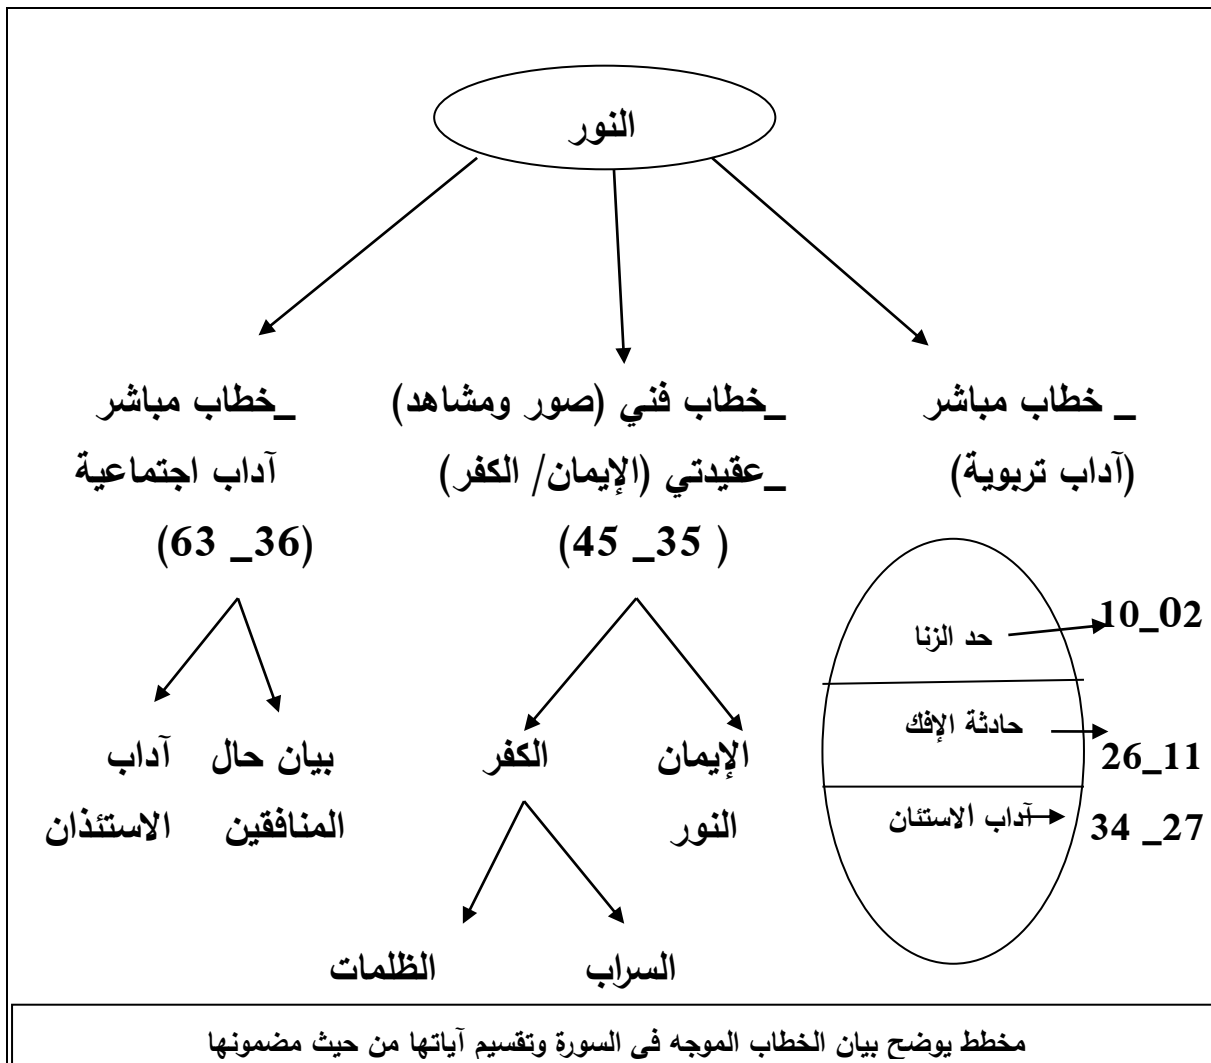 النور
_ خطاب مباشر
(آداب تربوية)
حد الزنا
10_02
حادثة الإفك
26_11
آداب الاستئان
34 _27
_خطاب فني (صور ومشاهد)
_عقيدتي (الإيمان/ الكفر)
(45 _35 )
الإيمان
النور
الكفر
السراب
الظلمات
_خطاب مباشر
آداب اجتماعية
(63 _36)
بيان حال
المنافقين
آداب
الاستئذان
مخطط يوضح بيان الخطاب الموجه في السورة وتقسيم آياتها من حيث مضمونها